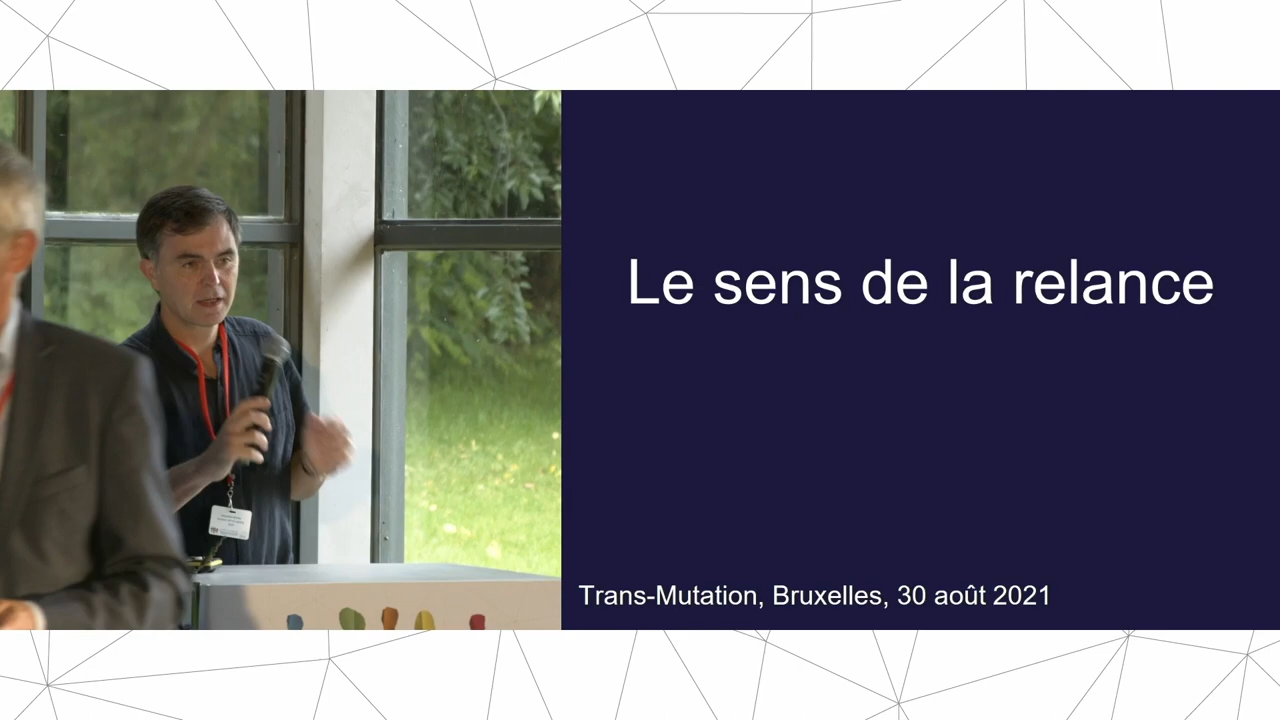 Le sens de la relance
Trans-Mutation, Bruxelles, 30 août 2021